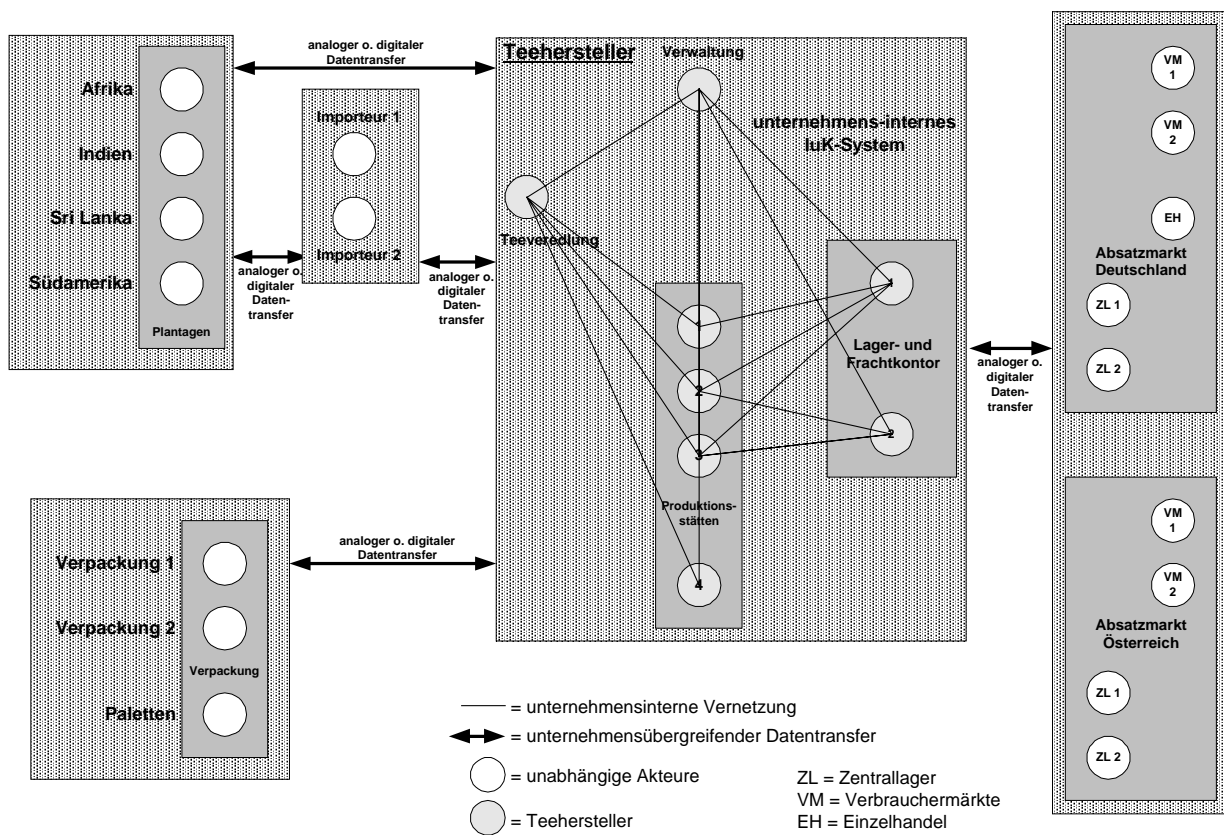 analoger o. digitaler
Datentransfer
Afrika
Indien
Sri Lanka
Südamerika
Plantagen
Importeur 1
Importeur 2
analoger o.
digitaler
Daten-
transfer
analoger o.
digitaler
Daten-
transfer
Teehersteller
Verwaltung
unternehmens-internes
IuK-System
Teeveredlung
1
2
3
4
Produktions-
stätten
1
Lager- und
Frachtkontor
2
analoger o.
digitaler
Daten-
transfer
VM
1
VM
2
EH
Absatzmarkt
Deutschland
ZL 1
ZL 2
VM
1
VM
2
Absatzmarkt
Österreich
ZL 1
ZL 2
analoger o. digitaler
Datentransfer
Verpackung 1
Verpackung 2
Verpackung
Paletten
= unternehmensinterne Vernetzung
= unternehmensübergreifender Datentransfer
= unabhängige Akteure
= Teehersteller
ZL = Zentrallager
VM = Verbrauchermärkte
EH = Einzelhandel